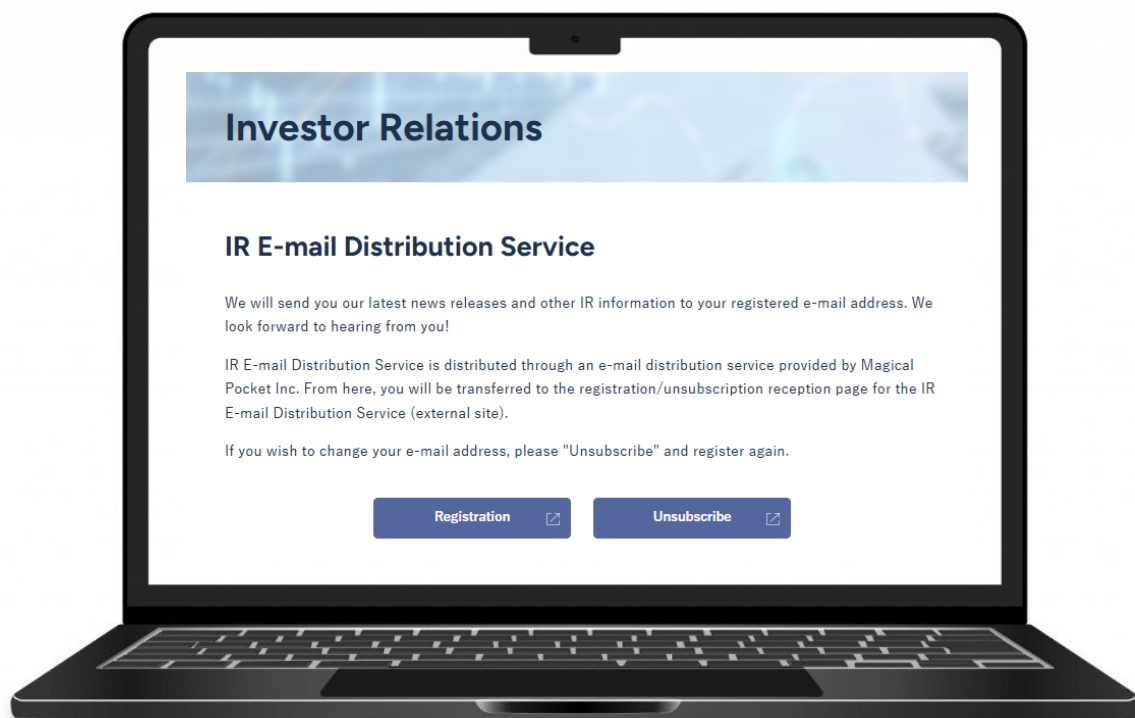 Investor Relations
IR E-mail Distribution Service
We will send you our latest news releases and other IR information to your registered e-mail address. We
look forward to hearing from you!
IR E-mail Distribution Service is distributed through an e-mail distribution service provided by Magical
Pocket Inc. From here, you will be transferred to the registration/unsubscription reception page for the IR
E-mail Distribution Service (external site).
If you wish to change your e-mail address, please "Unsubscribe" and register again.
Registration
Unsubscribe